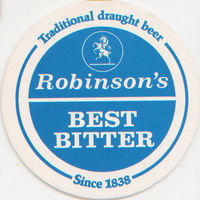 Traditional draught beer
Robinson's
BEST
BITTER
Since 1838